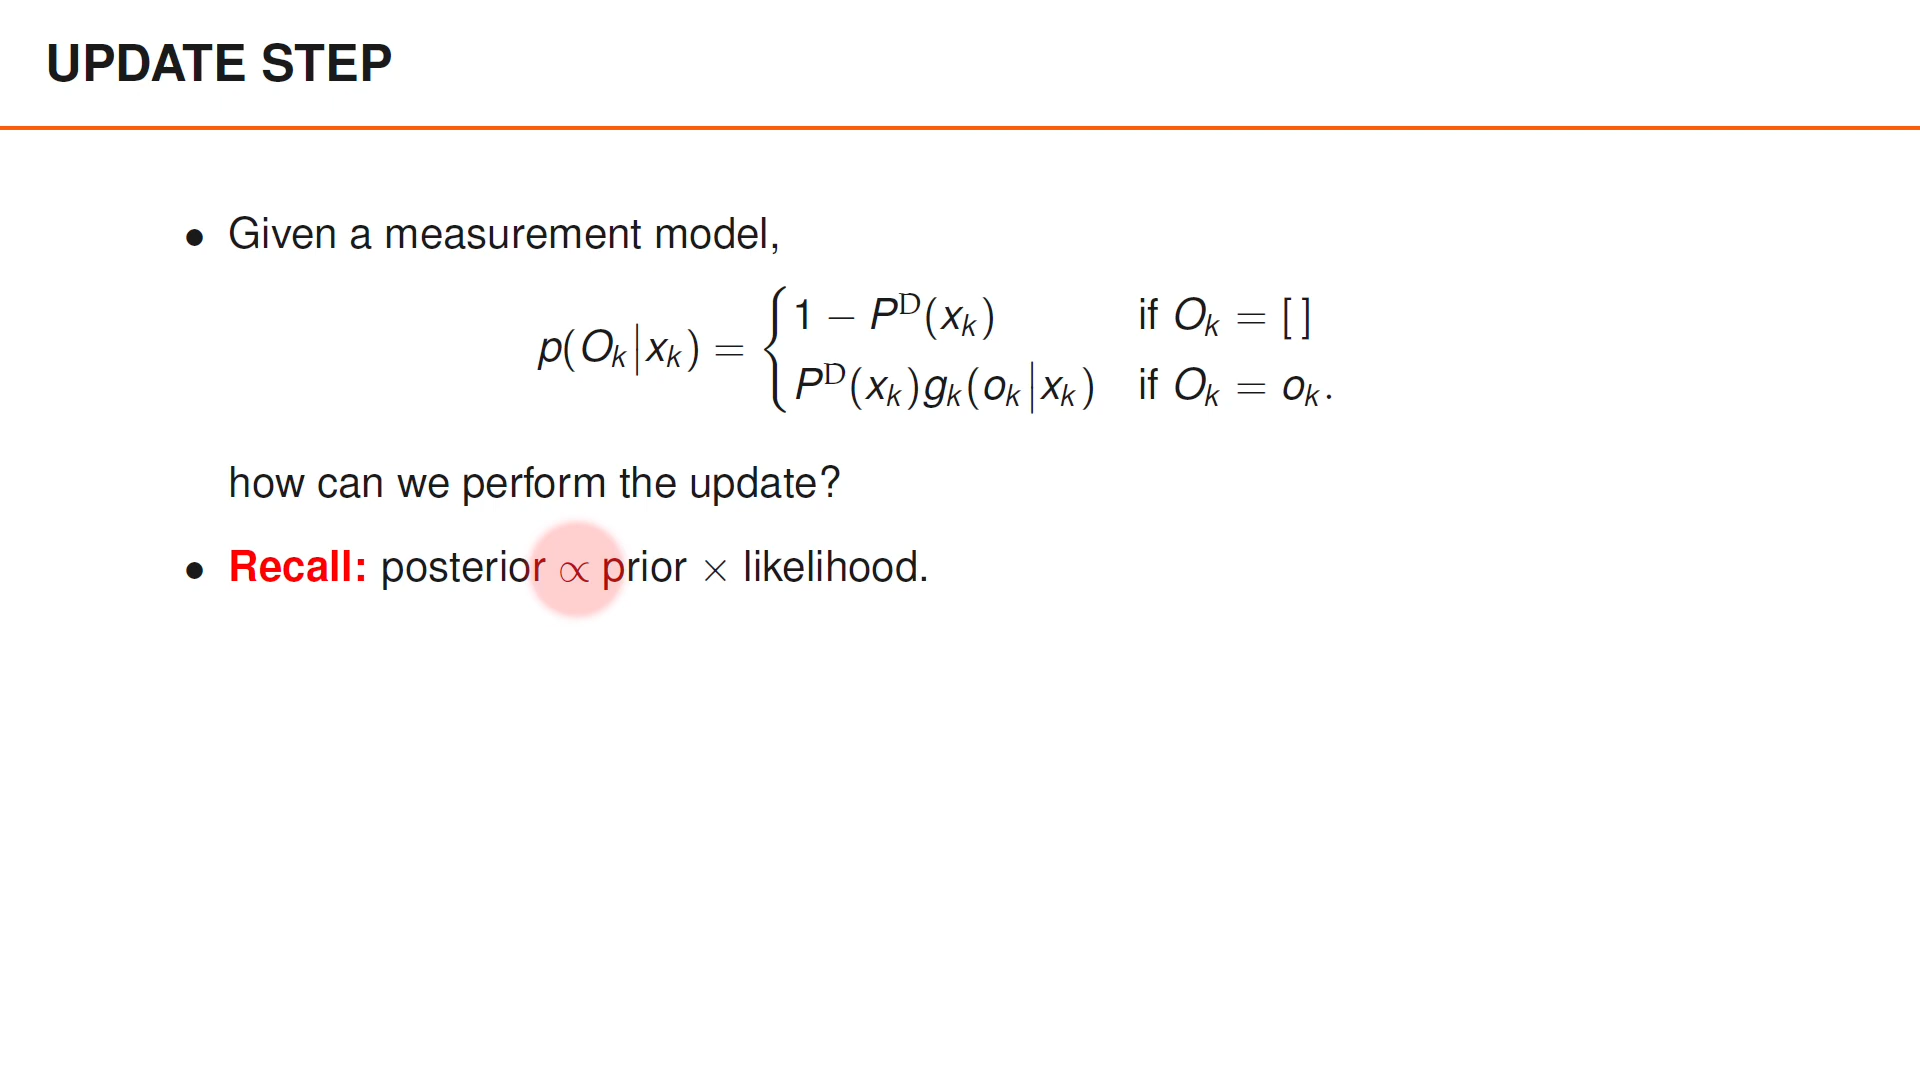 UPDATE STEP
• Given a measurement model,
p(O_k|x_k) = { 1 − P^D(x_k) if O_k = [ ]
P^D(x_k)g_k(o_k|x_k) if O_k = o_k.
how can we perform the update?
• Recall: posterior ∝ prior × likelihood.